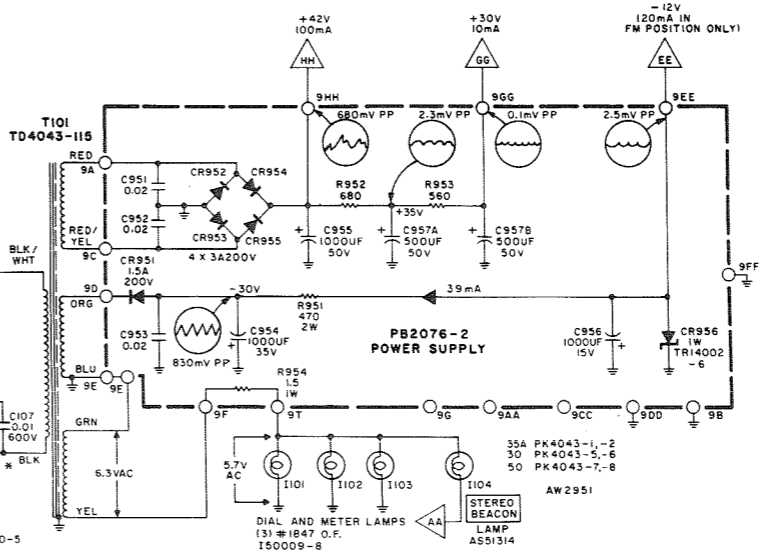 +42V
100mA
+30V
10mA
-12V
120mA IN
FM POSITION ONLY)
HH
GG
EE
T101
TD4043-115
9HH
680mV PP
2.3mV PP
9GG
0.1mV PP
2.5mV PP
9EE
RED
9A
C951
0.02
CR952
CR954
R952
680
R953
560
+35V
C952
0.02
CR953
CR955
4 X 3A200V
+
C955
1000UF
50V
+
C957A
500UF
50V
+
C957B
500UF
50V
RED/
YEL
9C
BLK/
WHT
CR951
1.5A
200V
9FF
9D
ORG
-30V
R951
470
2W
39mA
C953
0.02
830mV PP
C954
1000UF
35V
+
PB2076-2
POWER SUPPLY
C956
1000UF
15V
+
CR956
1W
TR14002
-6
BLU
9E
9E
R954
1.5
1W
9F
9T
9G
9AA
9CC
9DD
9B
C107
0.01
600V
*
BLK
GRN
6.3VAC
YEL
5.7V
AC
I101
I102
I103
I104
35A PK4043-1,-2
30 PK4043-5,-6
50 PK4043-7,-8
AW2951
DIAL AND METER LAMPS
(3) #1847 O.F.
I50009-8
AA
STEREO
BEACON
LAMP
AS51314
D-5